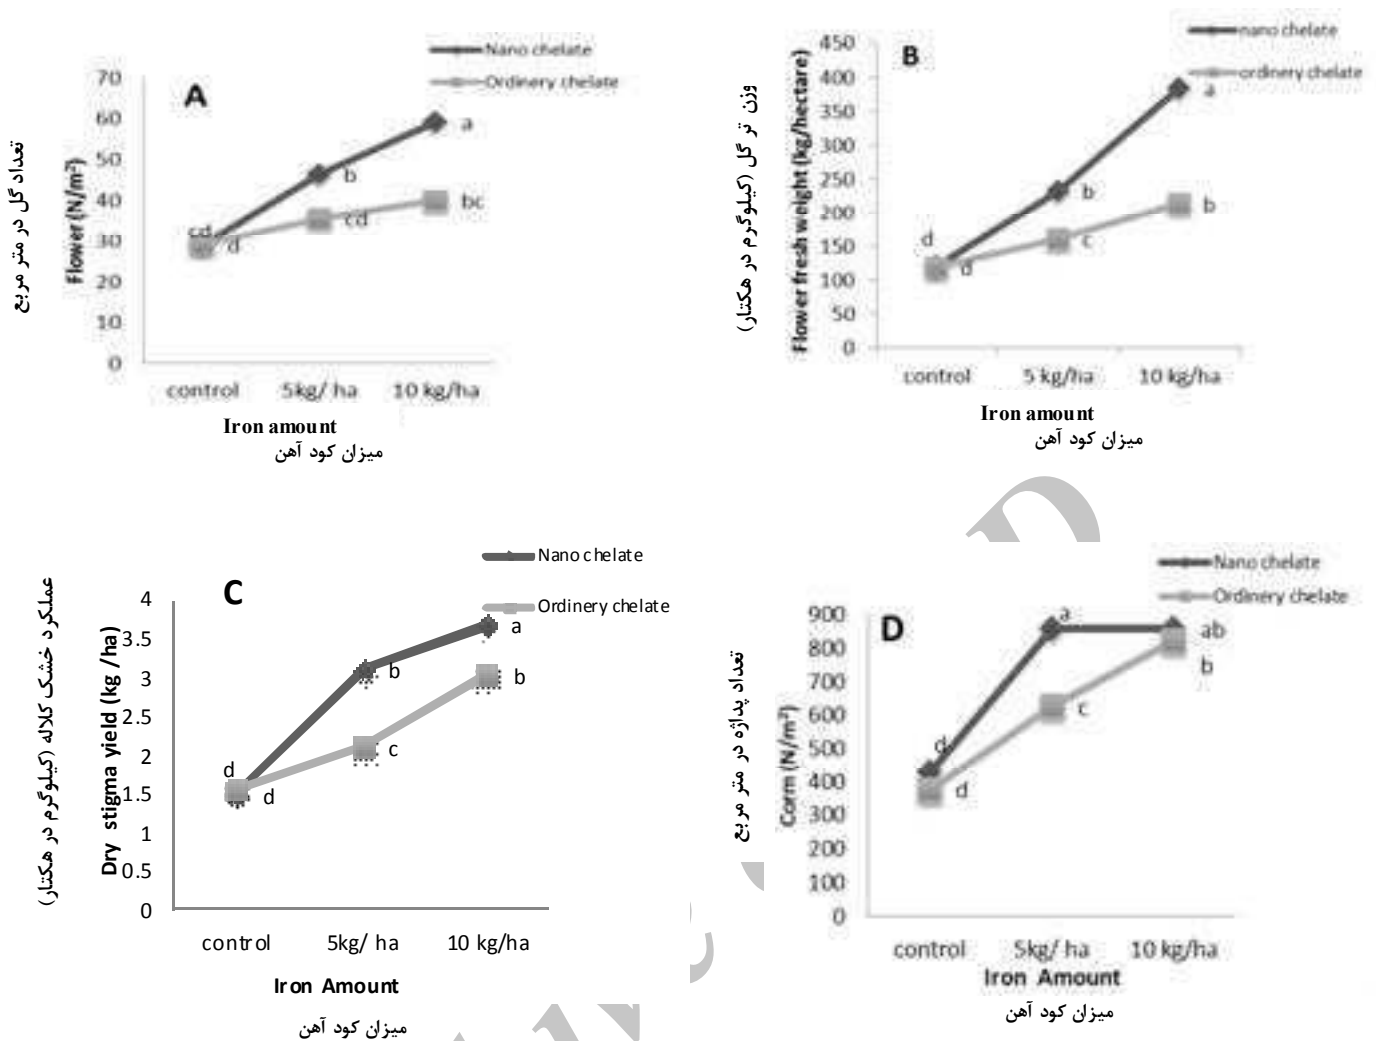 Nano chelate
Ordinery chelate
A
70
60
50
40
30
20
10
0
تعداد گل در متر مربع
Flower (N/m²)
a
b
bc
cd
cd
d
control
5kg/ ha
10 kg/ha
Iron amount
میزان کود آهن
nano chelate
ordinery chelate
B
450
400
350
300
250
200
150
100
50
0
وزن تر گل (کیلوگرم در هکتار)
Flower fresh weight (kg/hectare)
a
b
b
c
d
d
control
5 kg/ha
10 kg/ha
Iron amount
میزان کود آهن
Nano chelate
Ordinery chelate
C
4
3.5
3
2.5
2
1.5
1
0.5
0
عملکرد خشک کلاله (کیلوگرم در هکتار)
Dry stigma yield (kg /ha)
a
b
b
c
d
d
control
5kg/ ha
10 kg/ha
Iron Amount
میزان کود آهن
Nano chelate
Ordinery chelate
D
900
800
700
600
500
400
300
200
100
0
تعداد پداژه در متر مربع
Corm (N/m²)
a
ab
b
c
d
d
control
5kg/ ha
10 kg/ha
Iron Amount
میزان کود آهن